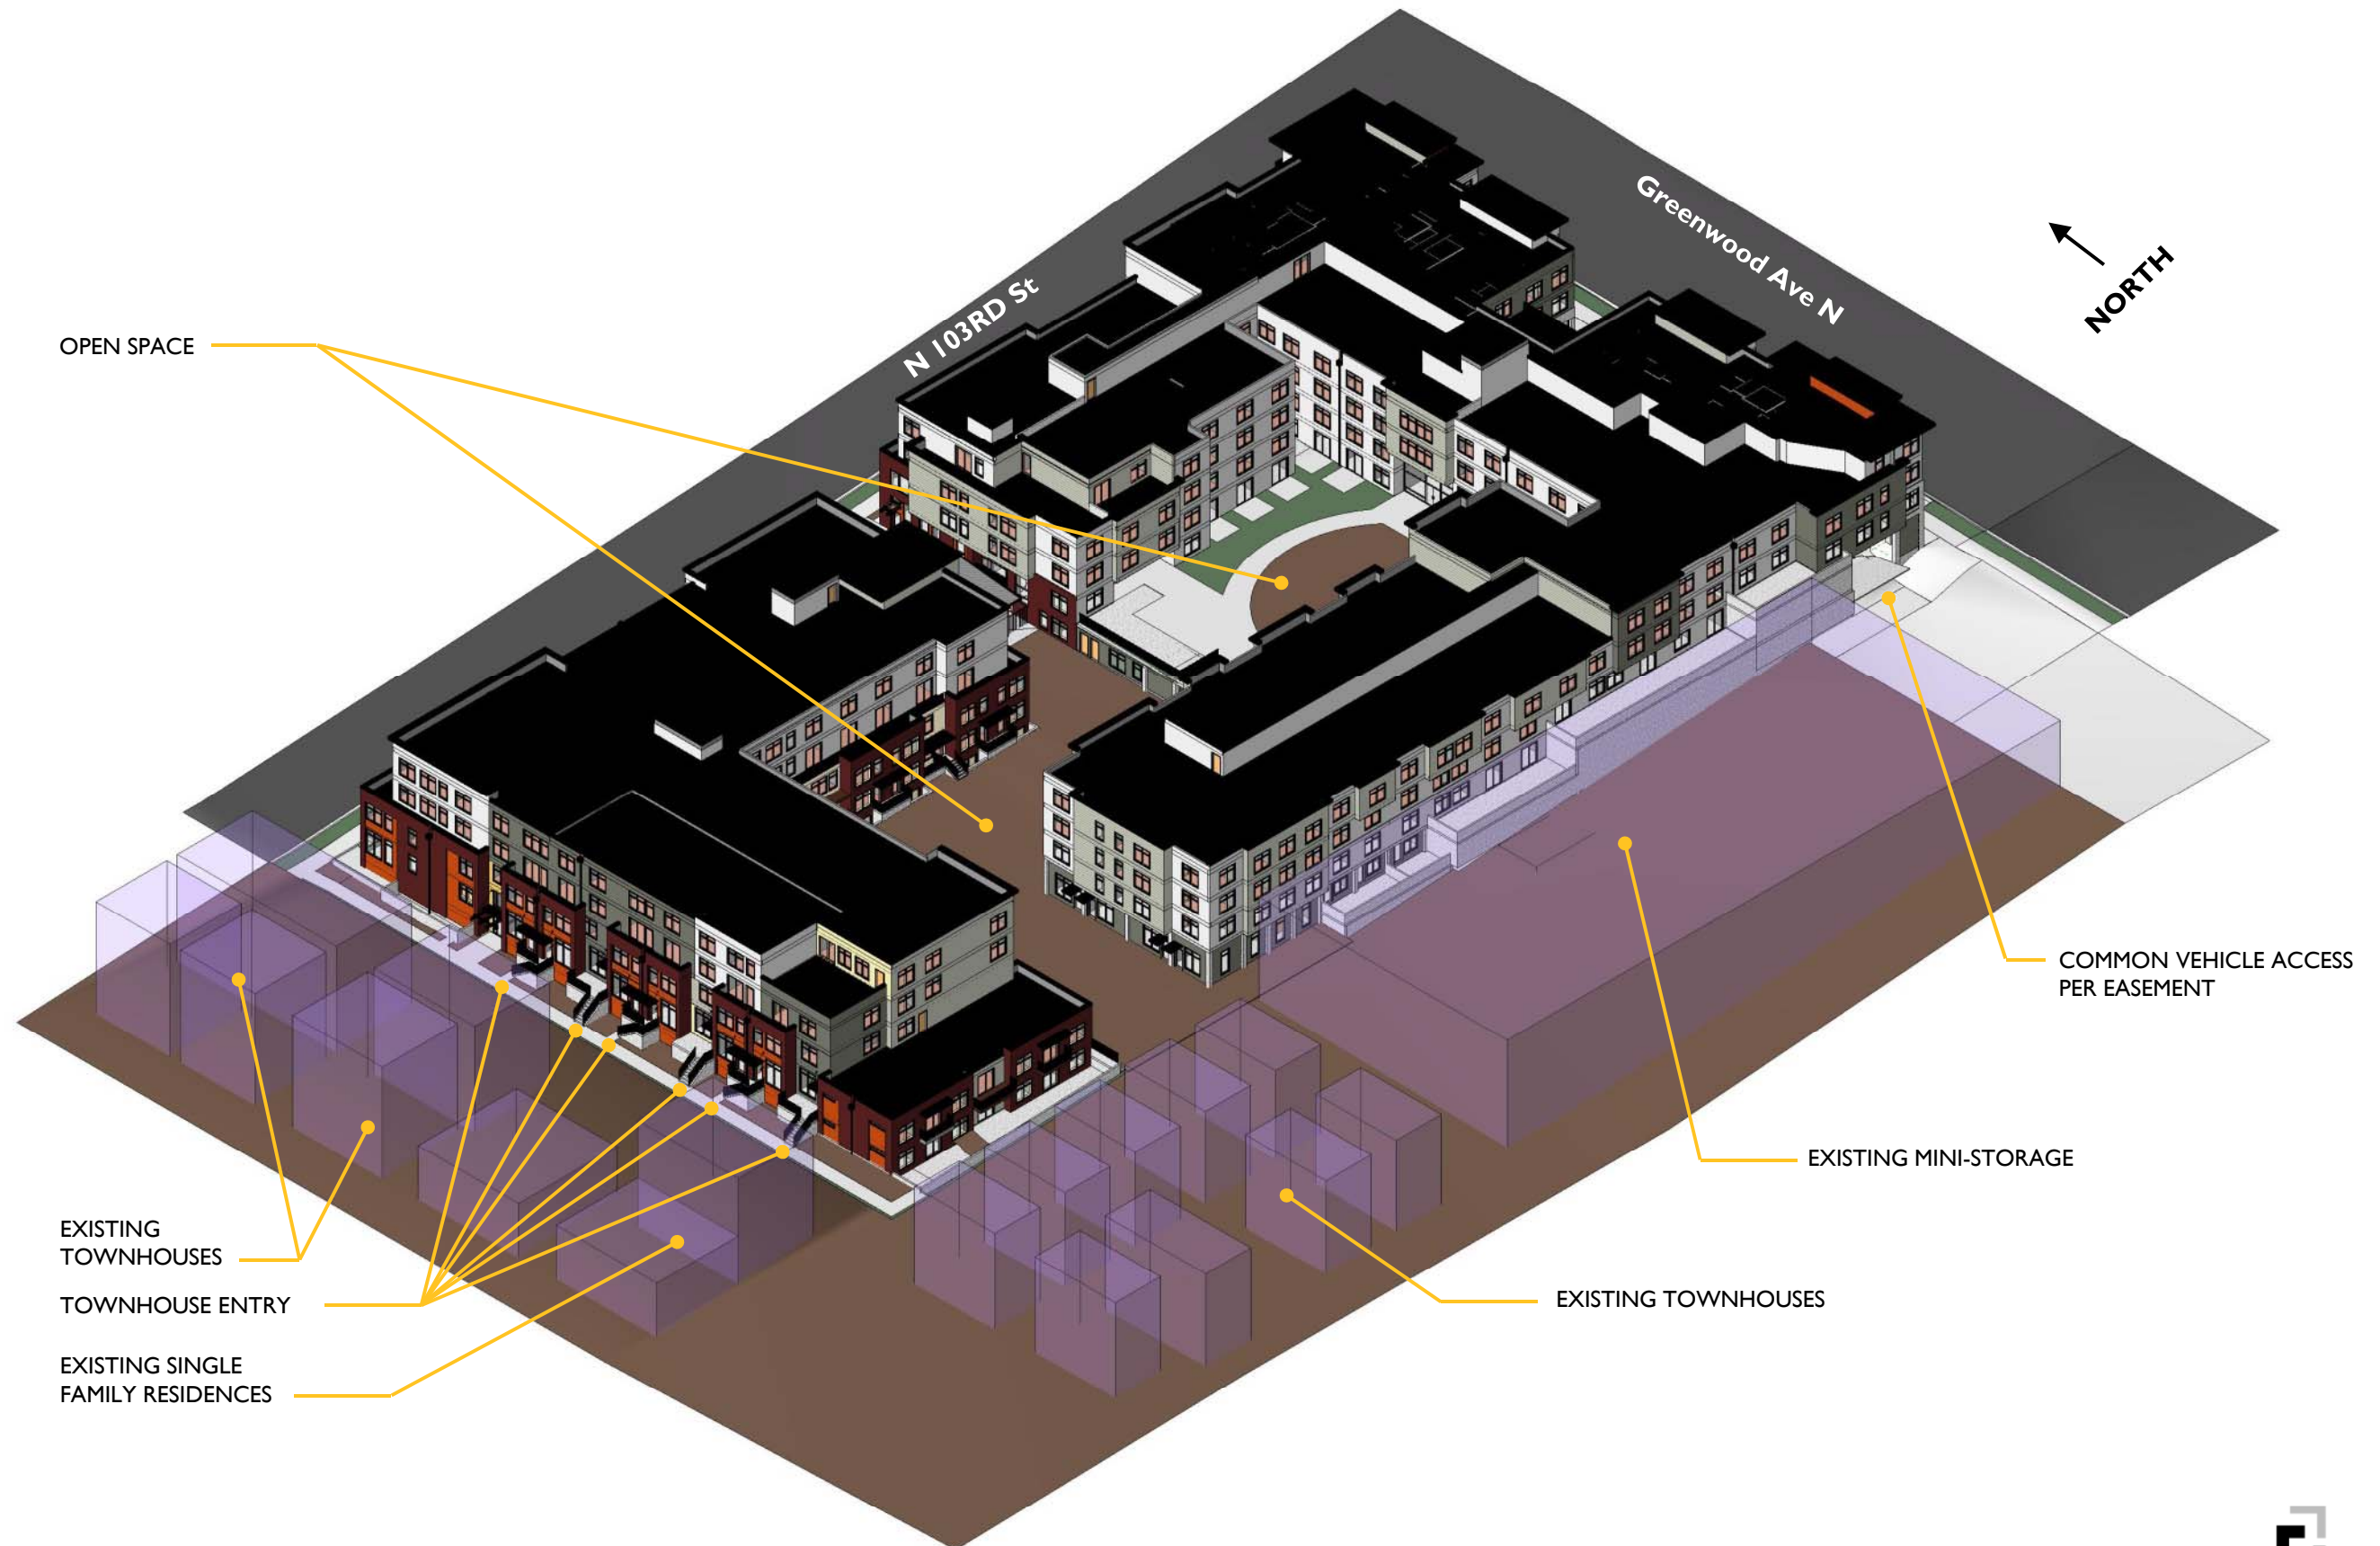 Greenwood Ave N
NORTH
N 103RD St
OPEN SPACE
COMMON VEHICLE ACCESS
PER EASEMENT
EXISTING MINI-STORAGE
EXISTING
TOWNHOUSES
TOWNHOUSE ENTRY
EXISTING TOWNHOUSES
EXISTING SINGLE
FAMILY RESIDENCES